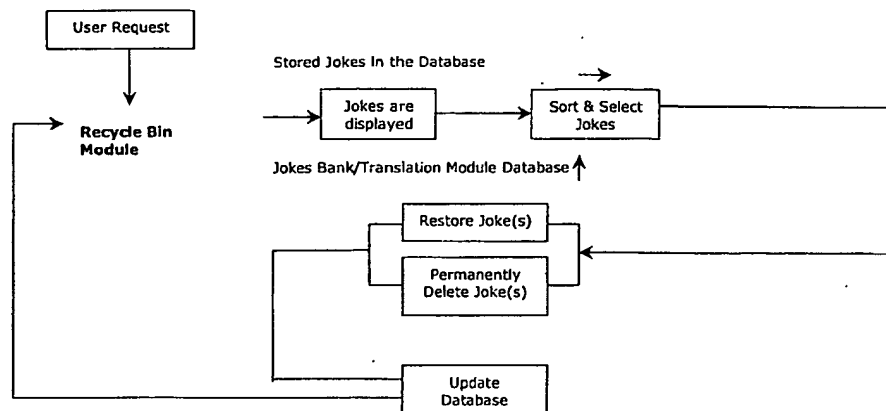 User Request
Stored Jokes In the Database
Jokes are
displayed
Sort & Select
Jokes
Recycle Bin
Module
Jokes Bank/Translation Module Database
Restore Joke(s)
Permanently
Delete Joke(s)
Update
Database